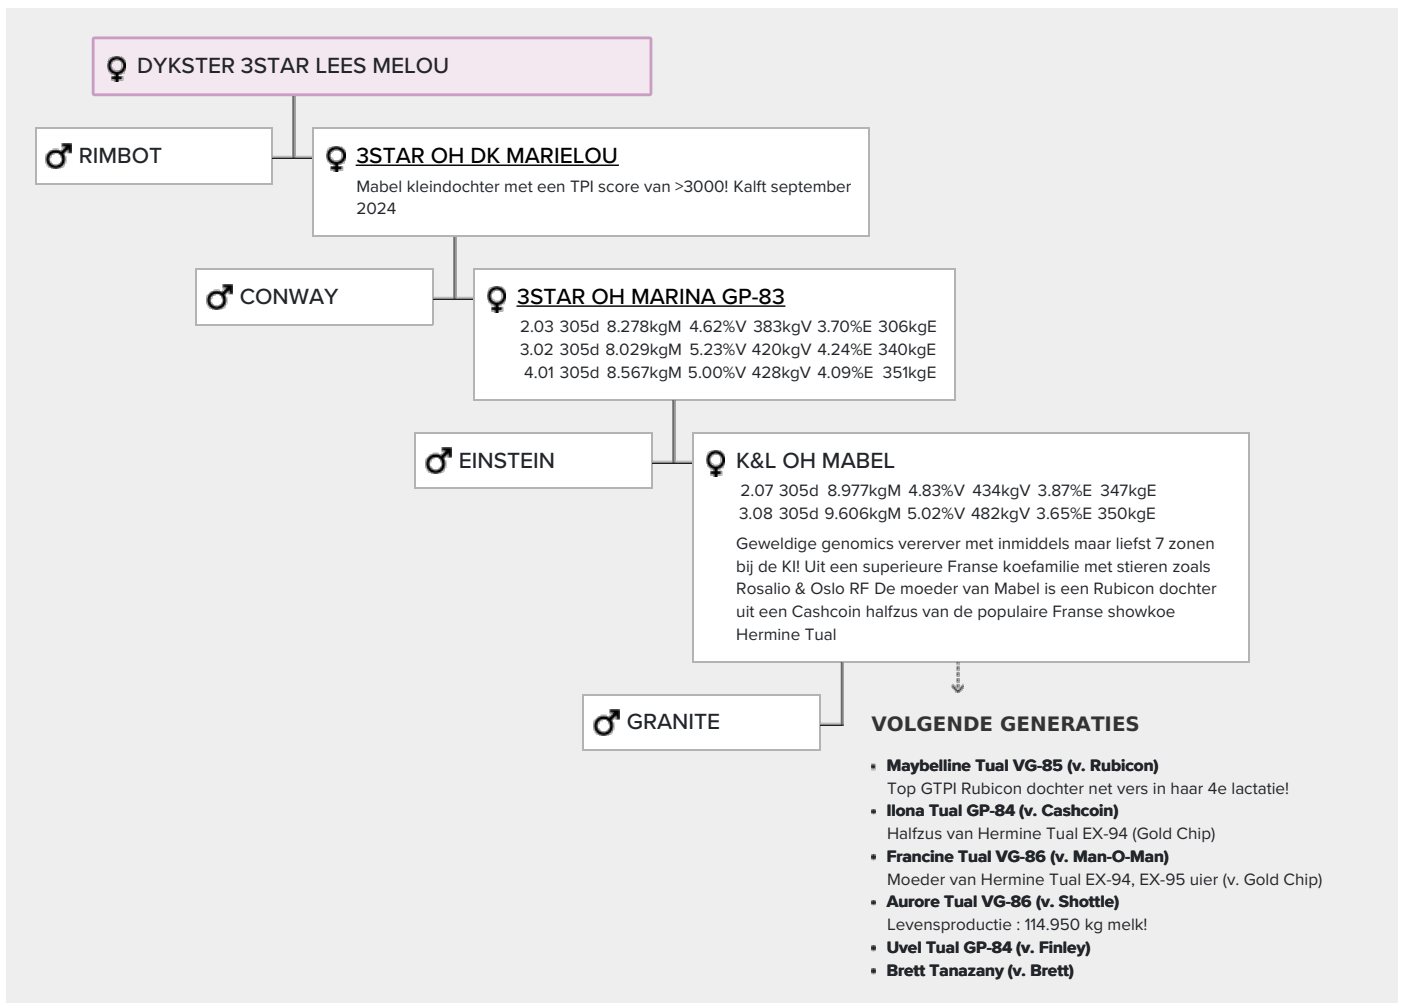 DYKSTER 3STAR LEES MELOU
RIMBOT
3STAR OH DK MARIELOU
Mabel kleindochter met een TPI score van >3000! Kalft september
2024
CONWAY
3STAR OH MARINA GP-83
2.03 305d 8.278kgM 4.62%V 383kgV 3.70%E 306kgE
3.02 305d 8.029kgM 5.23%V 420kgV 4.24%E 340kgE
4.01 305d 8.567kgM 5.00%V 428kgV 4.09%E 351kgE
EINSTEIN
K&L OH MABEL
2.07 305d 8.977kgM 4.83%V 434kgV 3.87%E 347kgE
3.08 305d 9.606kgM 5.02%V 482kgV 3.65%E 350kgE
Geweldige genomics vererver met inmiddels maar liefst 7 zonen
bij de KI! Uit een superieure Franse koefamilie met stieren zoals
Rosalio & Oslo RF De moeder van Mabel is een Rubicon dochter
uit een Cashcoin halfzus van de populaire Franse showkoe
Hermine Tual
GRANITE
VOLGENDE GENERATIES
▪ Maybelline Tual VG-85 (v. Rubicon)
Top GTPI Rubicon dochter net vers in haar 4e lactatie!
▪ Ilona Tual GP-84 (v. Cashcoin)
Halfzus van Hermine Tual EX-94 (Gold Chip)
▪ Francine Tual VG-86 (v. Man-O-Man)
Moeder van Hermine Tual EX-94, EX-95 uier (v. Gold Chip)
▪ Aurore Tual VG-86 (v. Shottle)
Levensproductie : 114.950 kg melk!
▪ Uvel Tual GP-84 (v. Finley)
▪ Brett Tanazany (v. Brett)